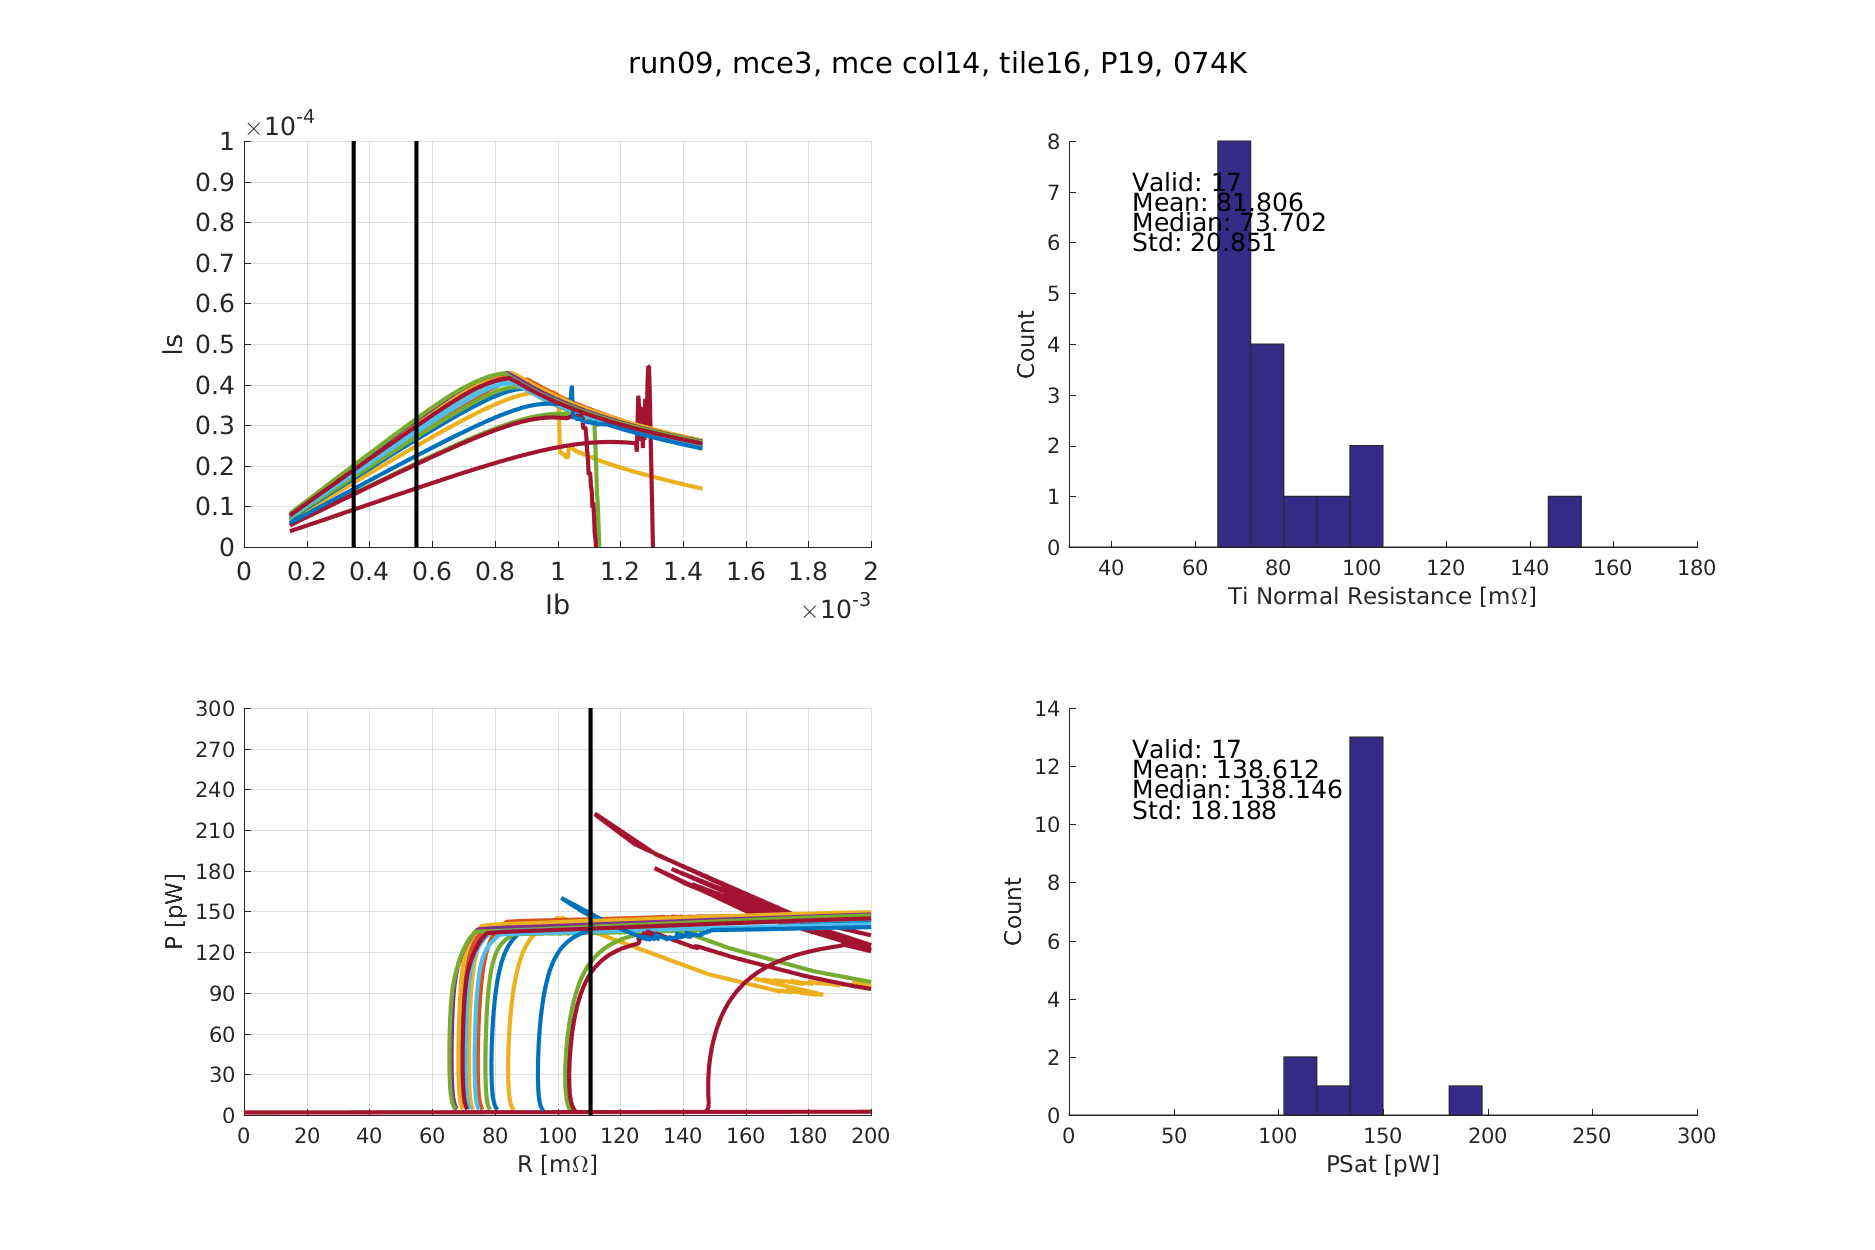 run09, mce3, mce col14, tile16, P19, 074K
×10-4
1
0.9
0.8
0.7
0.6
0.5
0.4
0.3
0.2
0.1
0
Is
0 0.2 0.4 0.6 0.8 1 1.2 1.4 1.6 1.8 2
Ib
×10-3
8
7
6
5
4
3
2
1
0
Count
Valid: 17
Mean: 81.806
Median: 73.702
Std: 20.851
40 60 80 100 120 140 160 180
Ti Normal Resistance [mΩ]
300
270
240
210
180
150
120
90
60
30
0
P [pW]
0 20 40 60 80 100 120 140 160 180 200
R [mΩ]
14
12
10
8
6
4
2
0
Count
Valid: 17
Mean: 138.612
Median: 138.146
Std: 18.188
0 50 100 150 200 250 300
PSat [pW]